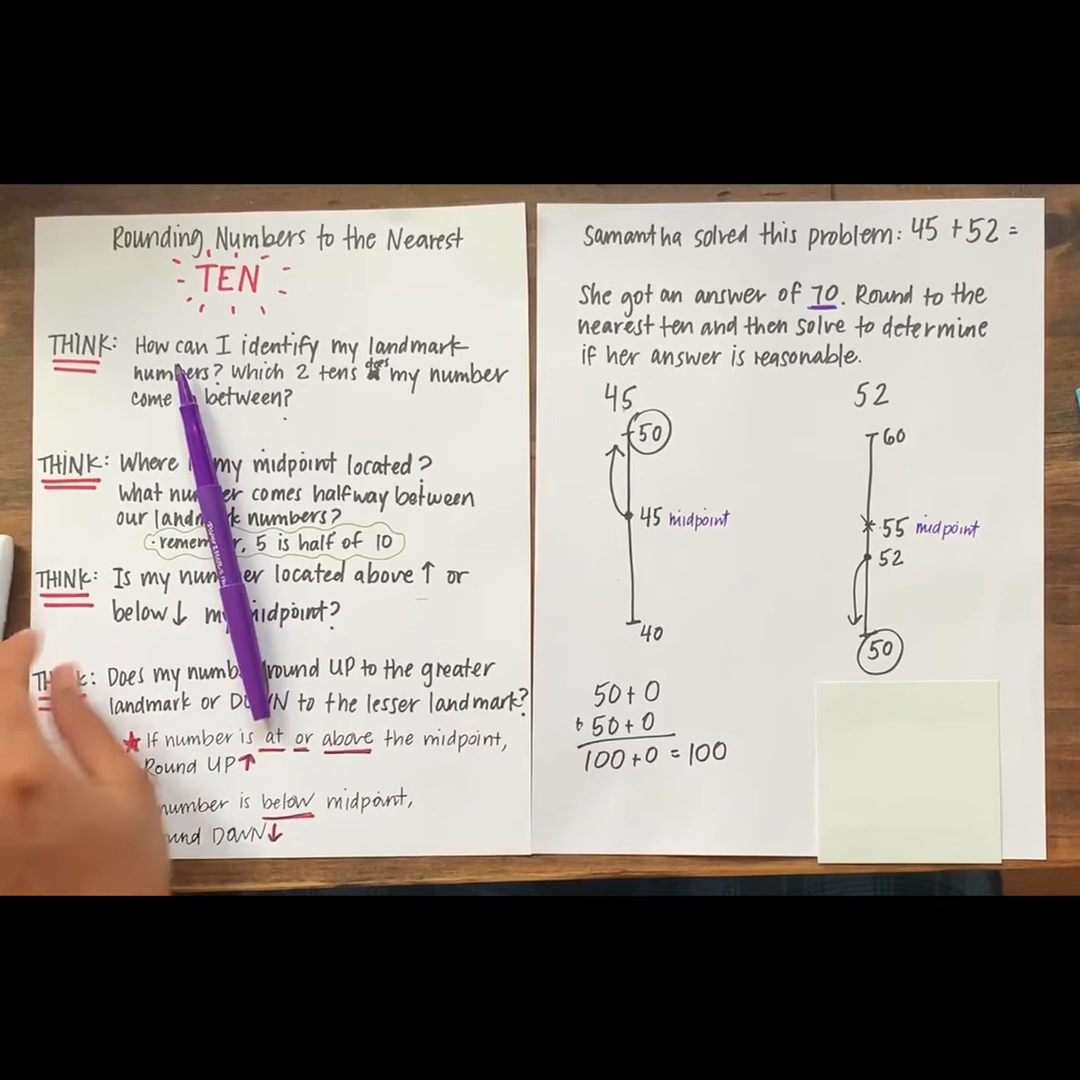 Rounding Numbers to the Nearest
TEN
THINK: How can I identify my landmark
numbers? Which 2 tens does my number
come between?
THINK: Where my midpoint located?
What number comes halfway between
our landmark numbers?
· remember, 5 is half of 10
THINK: Is my number located above ↑ or
below ↓ my midpoint?
THINK: Does my number round UP to the greater
landmark or DOWN to the lesser landmark?
★ If number is at or above the midpoint,
Round UP ↑
number is below midpoint,
DOWN ↓
Samantha solved this problem: 45 + 52 =
She got an answer of 70. Round to the
nearest ten and then solve to determine
if her answer is reasonable.
45
50
45 midpoint
40
52
60
55 midpoint
52
50
50 + 0
+ 50 + 0
100 + 0 = 100